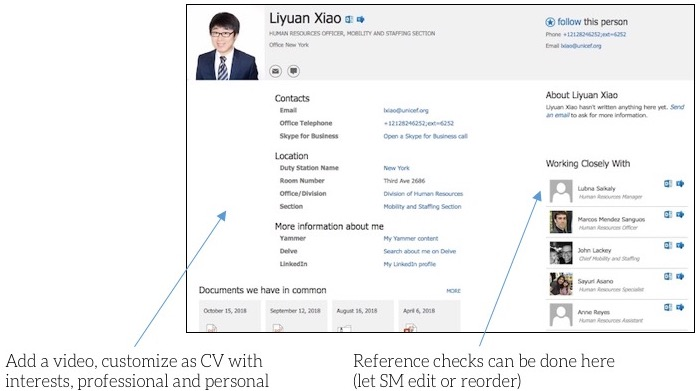 Liyuan Xiao
HUMAN RESOURCES OFFICER, MOBILITY AND STAFFING SECTION
Office New York
follow this person
Phone +12128246252;ext=6252
Email lxiao@unicef.org
Contacts
Email lxiao@unicef.org
Office Telephone +12128246252;ext=6252
Skype for Business Open a Skype for Business call
Location
Duty Station Name New York
Room Number Third Ave 2686
Office/Division Division of Human Resources
Section Mobility and Staffing Section
More information about me
Yammer My Yammer content
Delve Search about me on Delve
LinkedIn My LinkedIn profile
Documents we have in common MORE
October 15, 2018 September 12, 2018 August 16, 2018 April 6, 2018
About Liyuan Xiao
Liyuan Xiao hasn't written anything here yet. Send
an email to ask for more information.
Working Closely With
Lubna Salkaly
Human Resources Manager
Marcos Mendez Sanguos
Human Resources Officer
John Lackey
Chief Mobility and Staffing
Sayuri Asano
Human Resources Specialist
Anne Reyes
Human Resources Assistant
Add a video, customize as CV with
interests, professional and personal
Reference checks can be done here
(let SM edit or reorder)